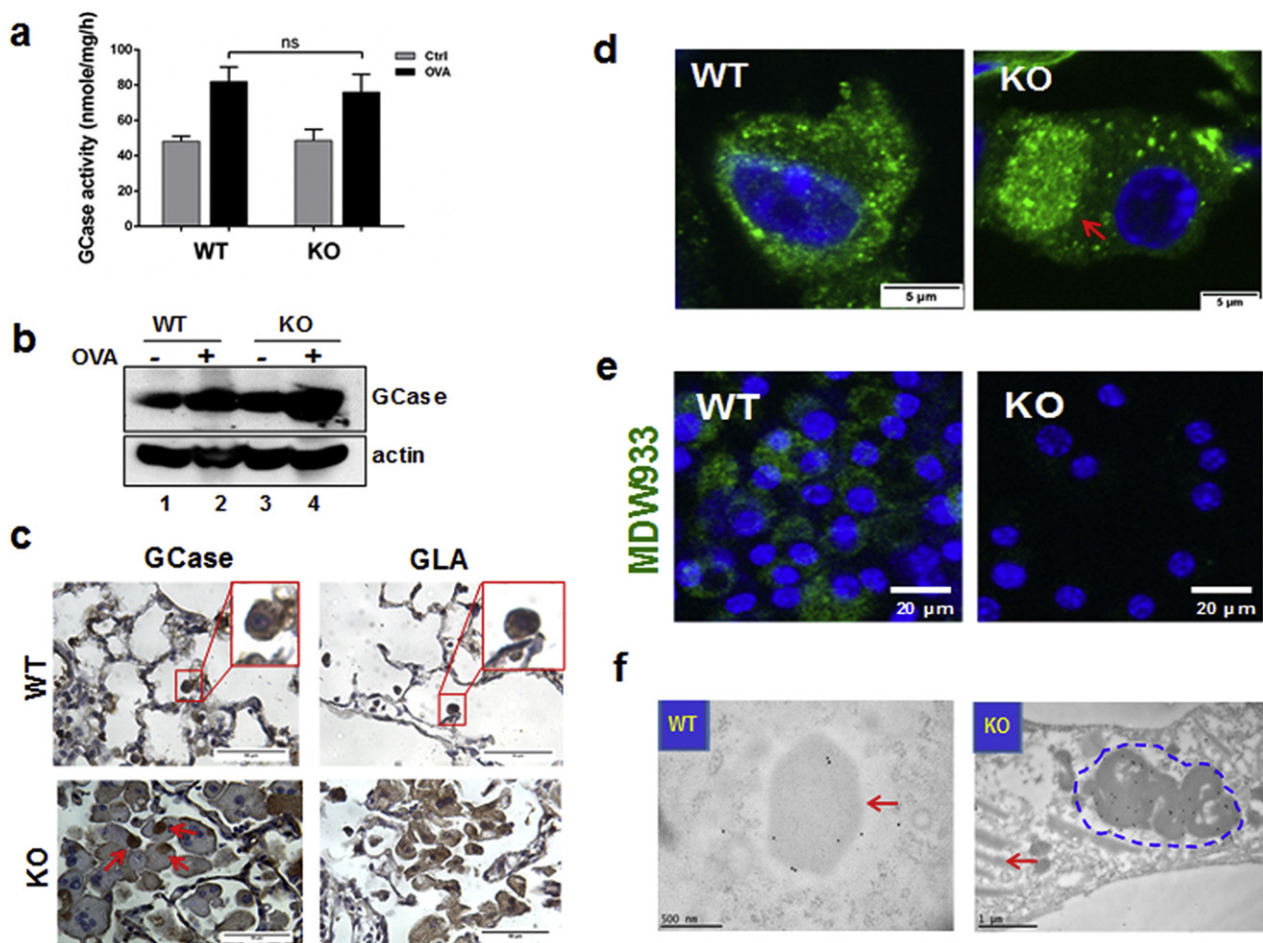 a
ns
Ctrl
OVA
GCase activity (nmole/mg/h)
100
80
60
40
20
0
WT KO
b
WT KO
OVA - + - +
GCase
actin
1 2 3 4
c
GCase GLA
WT
KO
d
WT KO
5 µm 5 µm
e
MDW933
WT KO
20 µm 20 µm
f
WT KO
500 nm 1 µm